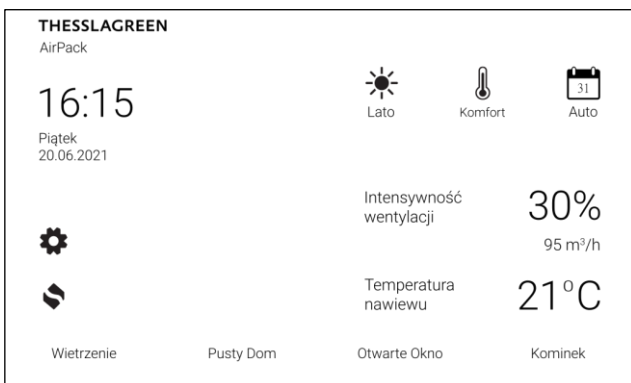 THESSLAGREEN
AirPack
16:15
Piątek
20.06.2021
31
Lato
Komfort
Auto
Intensywność
wentylacji
30%
95 m³/h
Temperatura
nawiewu
21°C
Wietrzenie
Pusty Dom
Otwarte Okno
Kominek